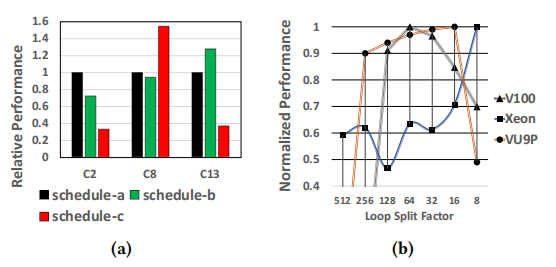 1.6
1.4
1.2
1
0.8
0.6
0.4
0.2
0
Relative Performance
C2 C8 C13
schedule-a schedule-b
schedule-c
(a)
1
0.9
0.8
0.7
0.6
0.5
0.4
Normalized Performance
512 256 128 64 32 16 8
Loop Split Factor
V100
Xeon
VU9P
(b)